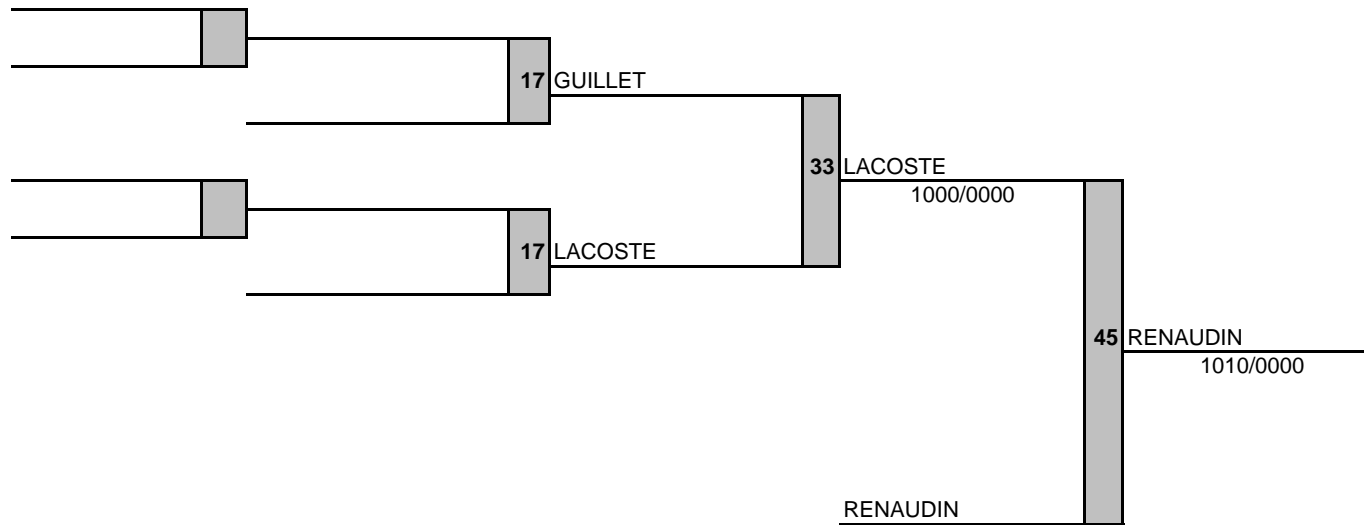 17 GUILLET
33 LACOSTE
1000/0000
17 LACOSTE
45 RENAUDIN
1010/0000
RENAUDIN